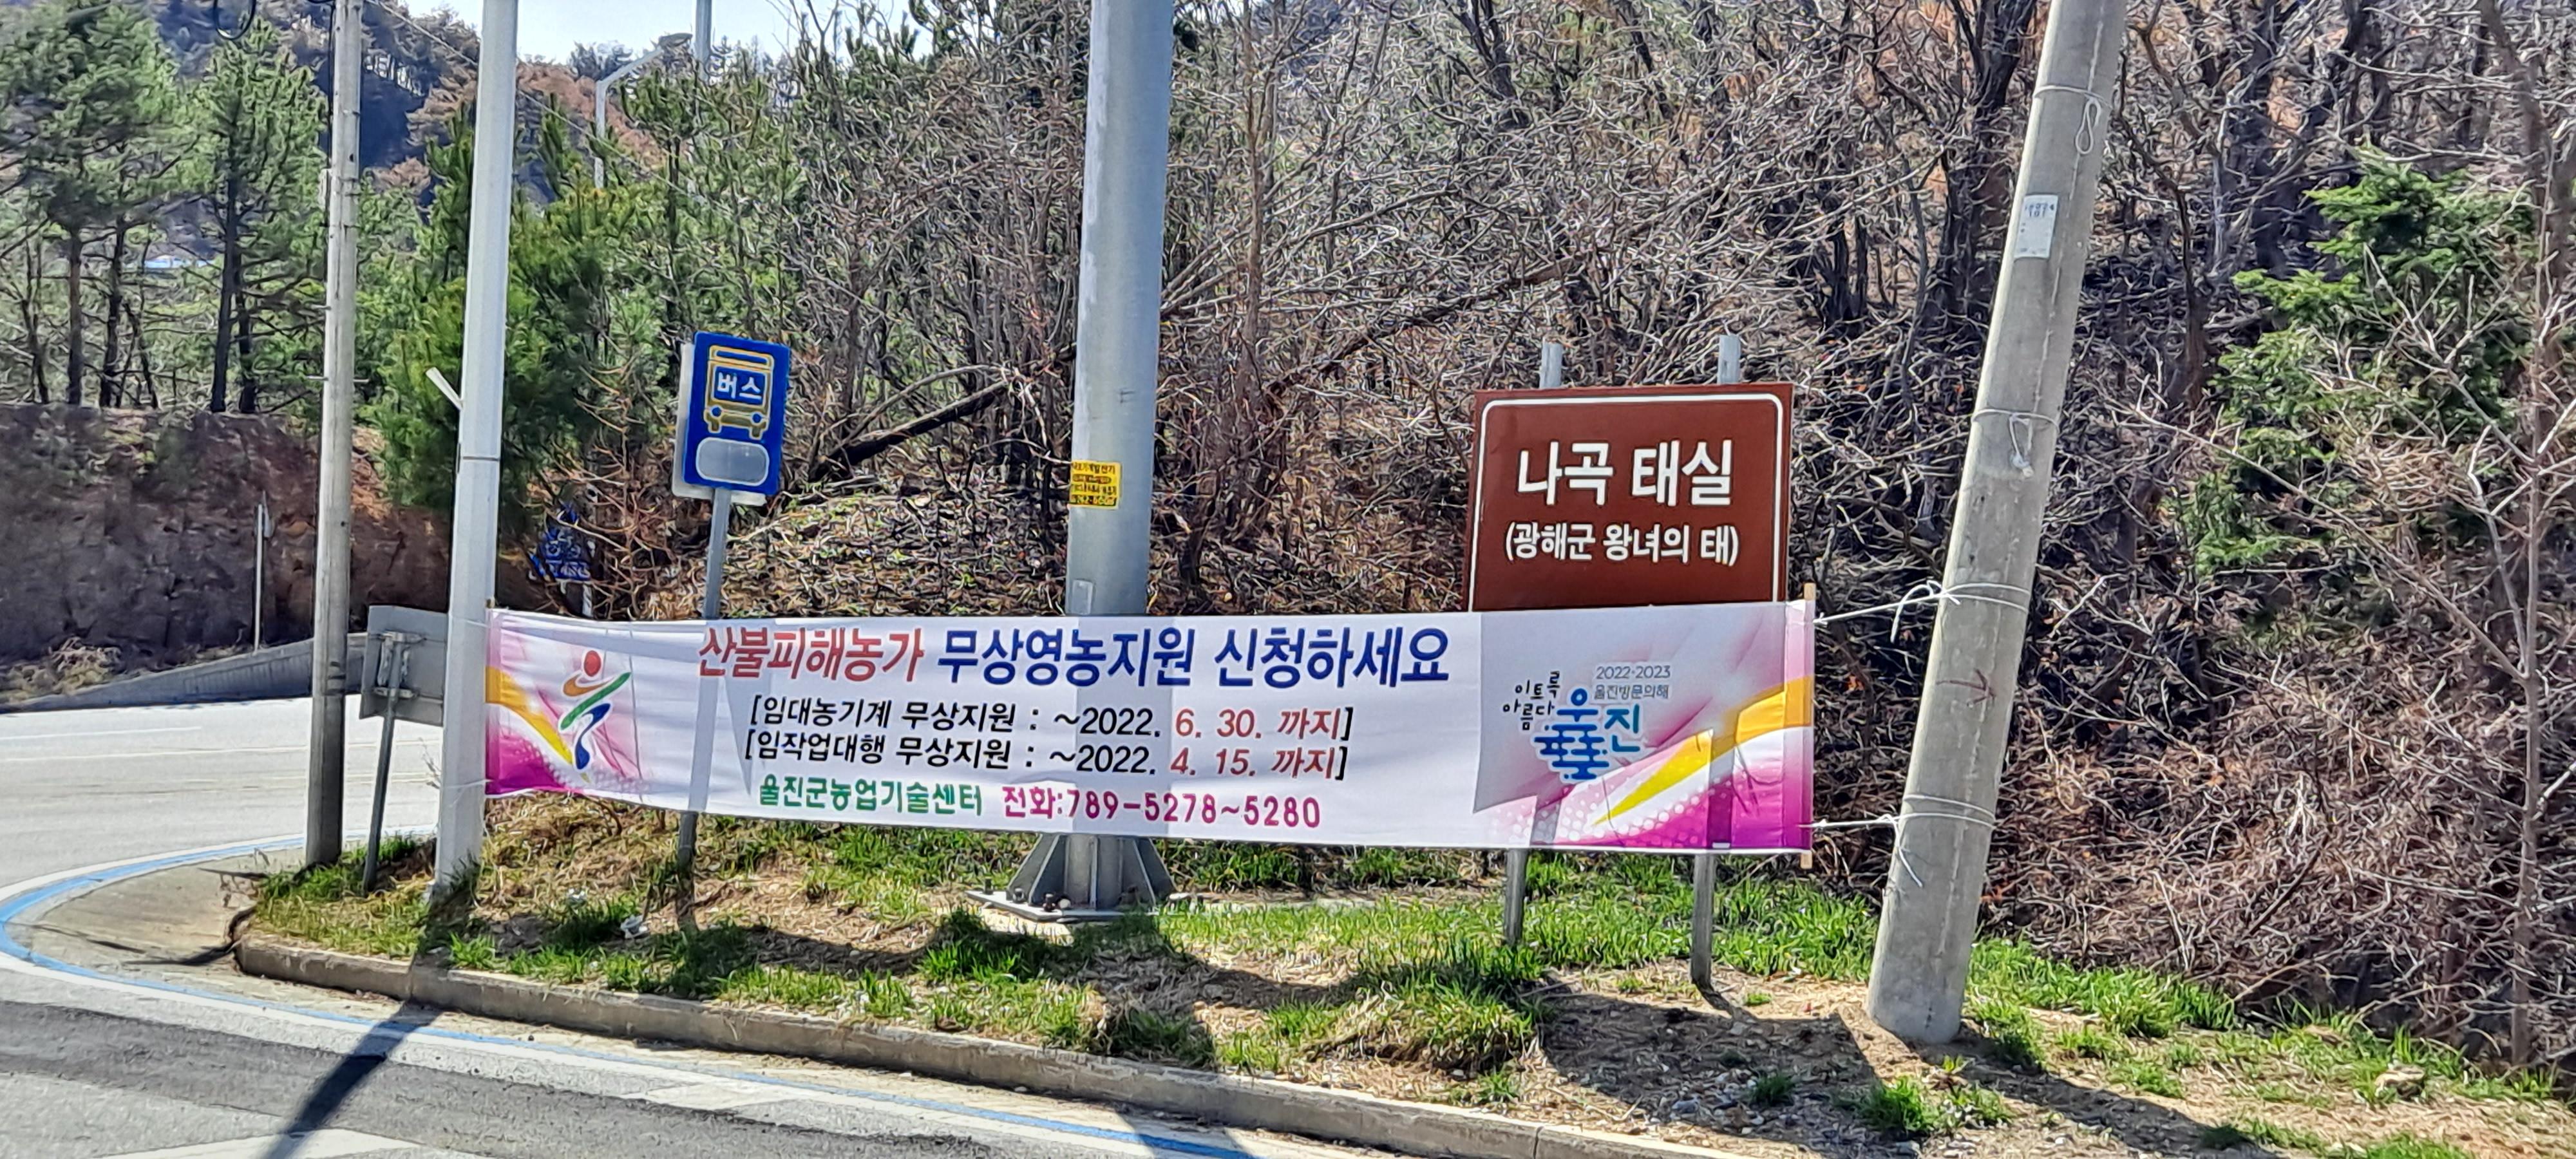 버스
나곡 태실
(광해군 왕녀의 태)
산불피해농가 무상영농지원 신청하세요
[임대농기계 무상지원 : ~2022. 6. 30. 까지]
[임작업대행 무상지원 : ~2022. 4. 15. 까지]
울진군농업기술센터 전화:789-5278~5280
2022·2023
울진방문의해
이토록
아름다운
울진